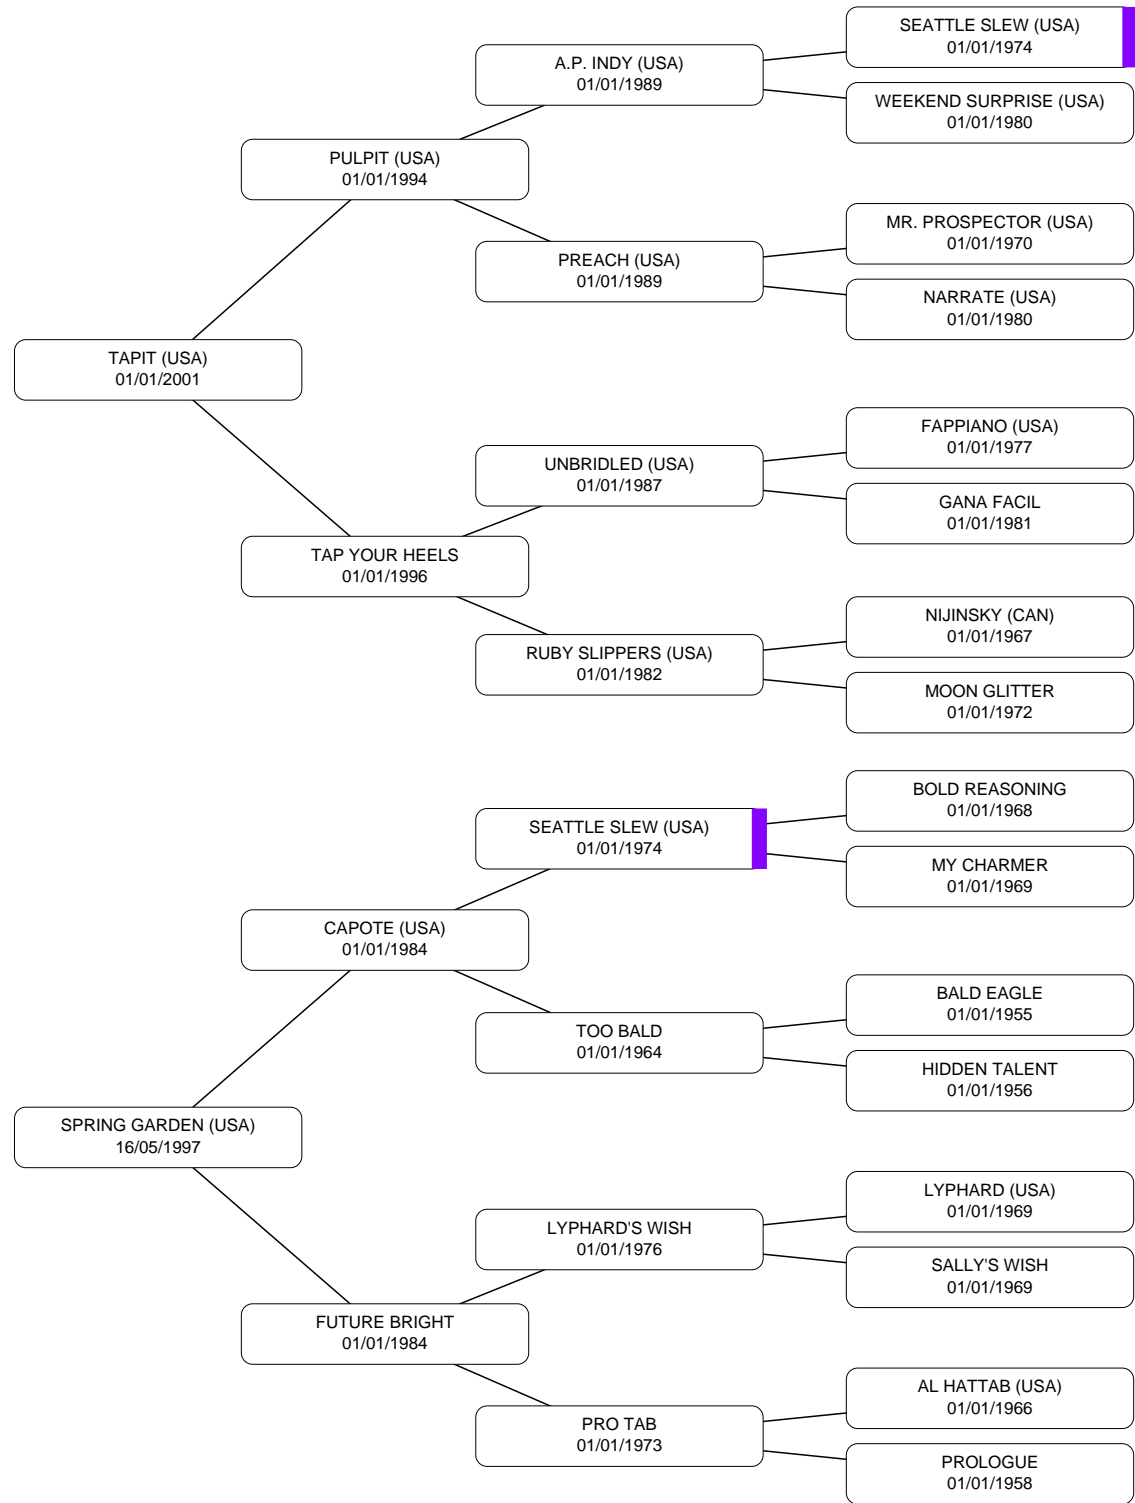 SEATTLE SLEW (USA)
01/01/1974
A.P. INDY (USA)
01/01/1989
WEEKEND SURPRISE (USA)
01/01/1980
PULPIT (USA)
01/01/1994
MR. PROSPECTOR (USA)
01/01/1970
PREACH (USA)
01/01/1989
NARRATE (USA)
01/01/1980
TAPIT (USA)
01/01/2001
FAPPIANO (USA)
01/01/1977
UNBRIDLED (USA)
01/01/1987
GANA FACIL
01/01/1981
TAP YOUR HEELS
01/01/1996
NIJINSKY (CAN)
01/01/1967
RUBY SLIPPERS (USA)
01/01/1982
MOON GLITTER
01/01/1972
BOLD REASONING
01/01/1968
SEATTLE SLEW (USA)
01/01/1974
MY CHARMER
01/01/1969
CAPOTE (USA)
01/01/1984
BALD EAGLE
01/01/1955
TOO BALD
01/01/1964
HIDDEN TALENT
01/01/1956
SPRING GARDEN (USA)
16/05/1997
LYPHARD (USA)
01/01/1969
LYPHARD'S WISH
01/01/1976
SALLY'S WISH
01/01/1969
FUTURE BRIGHT
01/01/1984
AL HATTAB (USA)
01/01/1966
PRO TAB
01/01/1973
PROLOGUE
01/01/1958